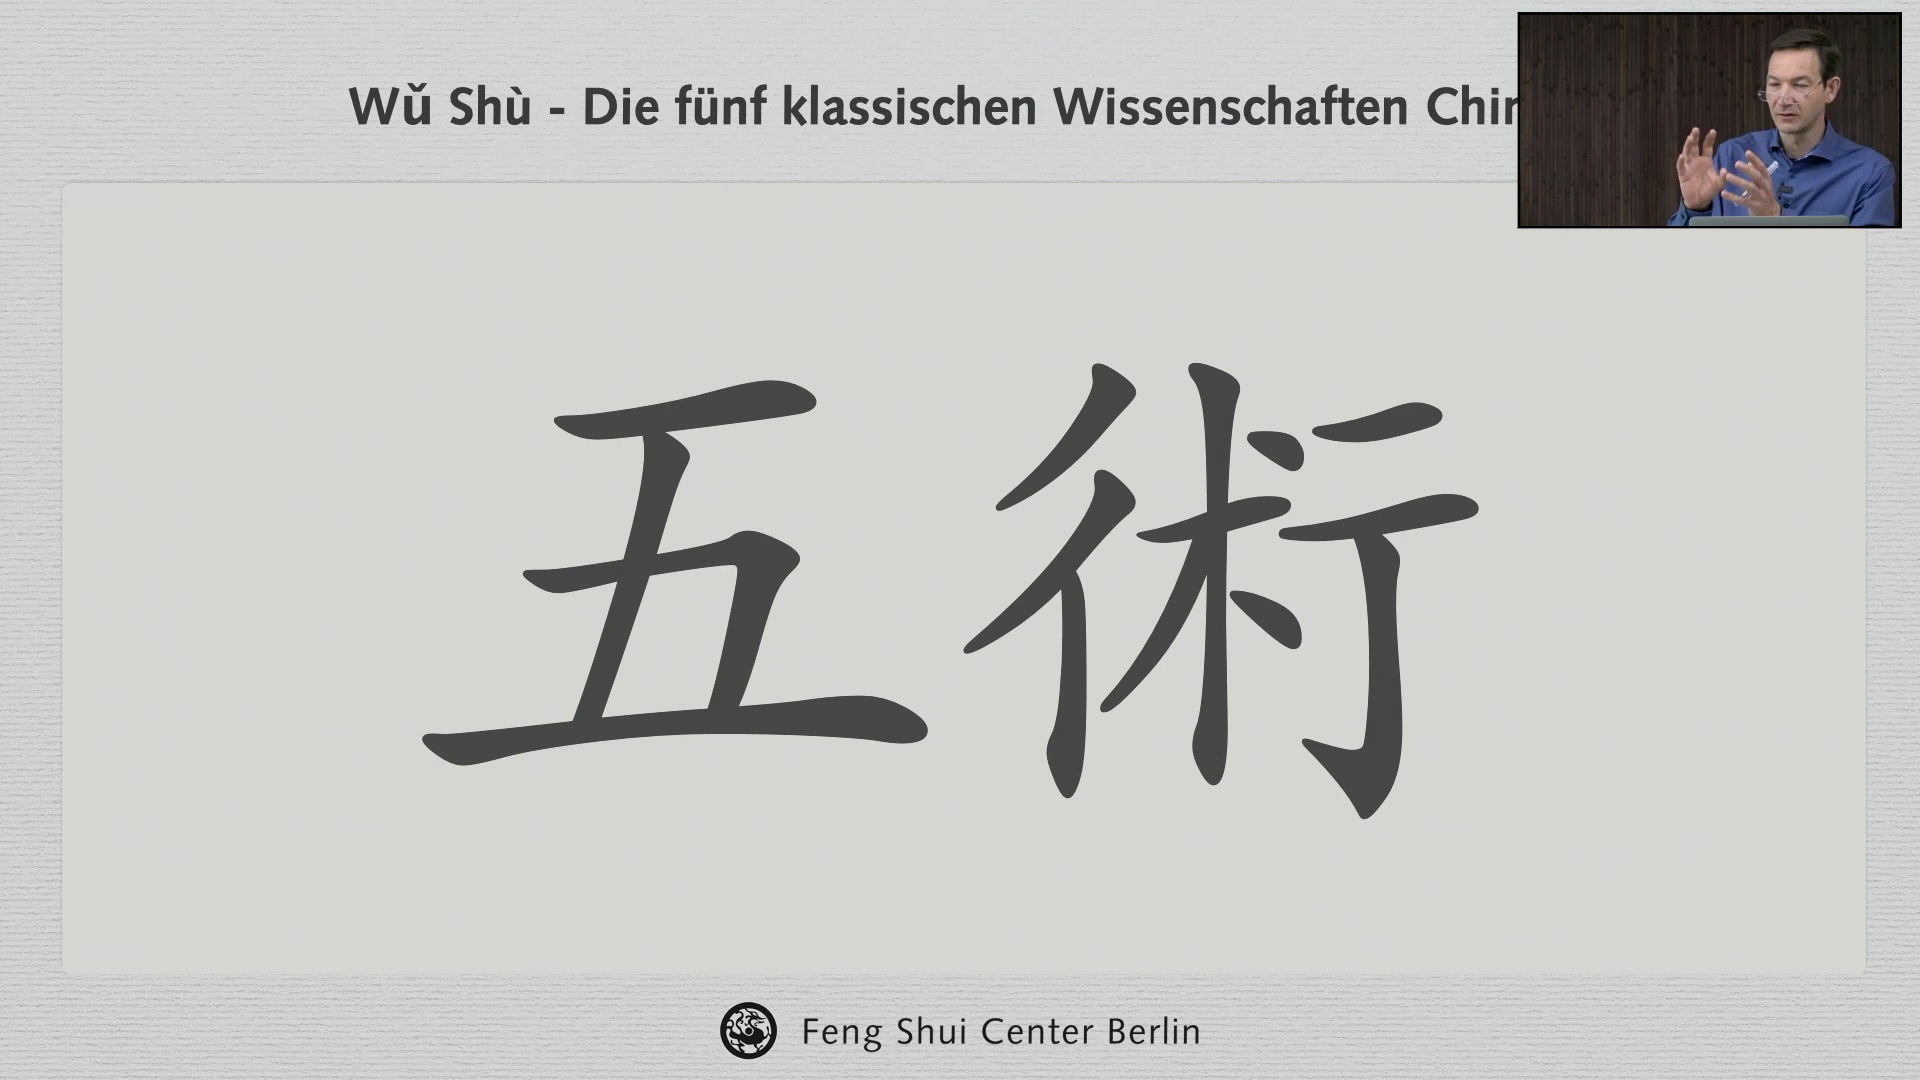 Wǔ Shù - Die fünf klassischen Wissenschaften Chin
五術
Feng Shui Center Berlin